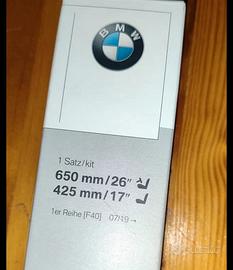 BMW
1 Satz/kit
650 mm/26"
425 mm/17"
1er Reihe [F40] 07/19 →